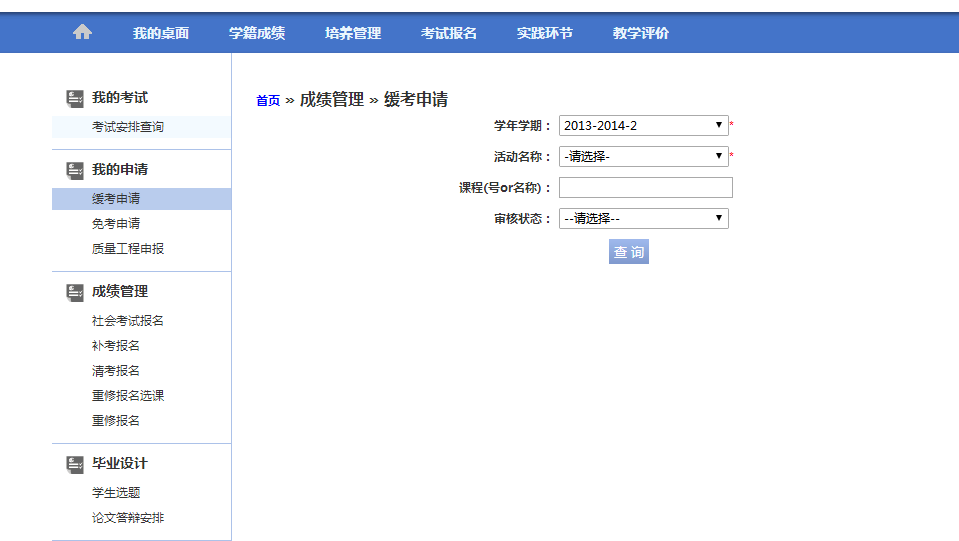 我的桌面 学籍成绩 培养管理 考试报名 实践环节 教学评价
我的考试
考试安排查询
我的申请
缓考申请
免考申请
质量工程申报
成绩管理
社会考试报名
补考报名
清考报名
重修报名选课
重修报名
毕业设计
学生选题
论文答辩安排
首页 » 成绩管理 » 缓考申请
学年学期： 2013-2014-2 *
活动名称： -请选择- *
课程(号or名称)：
审核状态： --请选择--
查 询